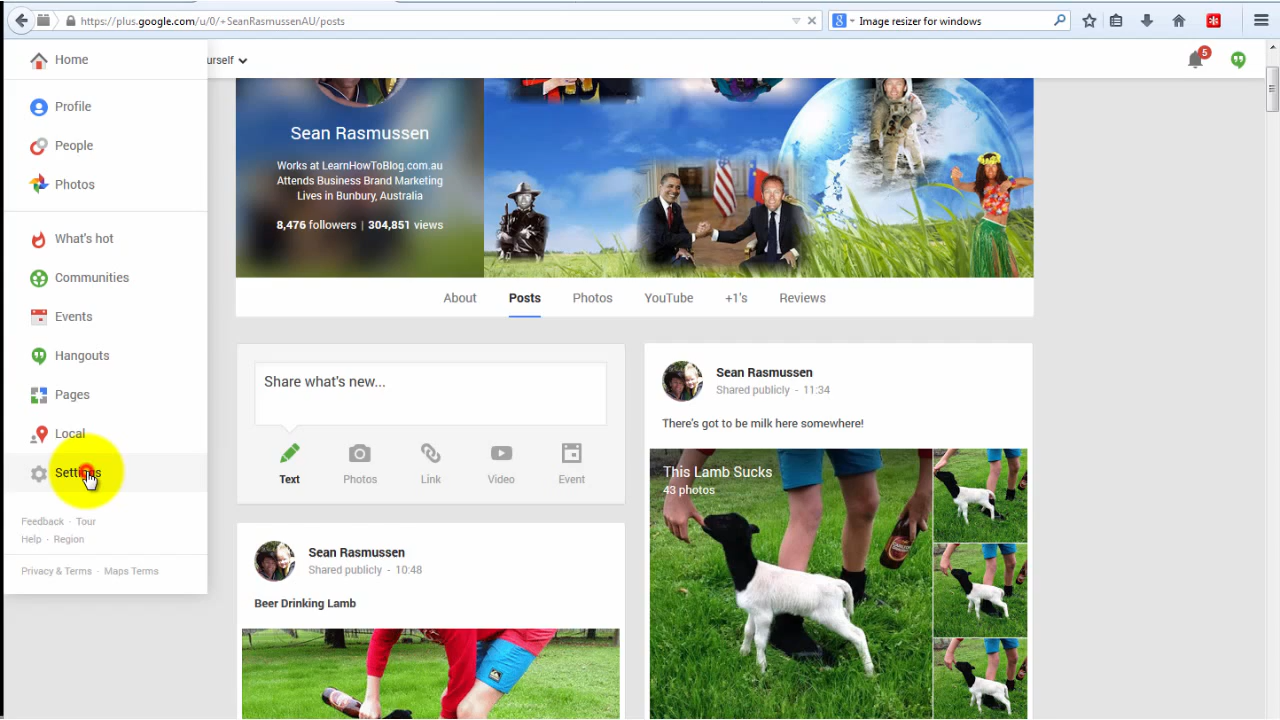 https://plus.google.com/u/0/+SeanRasmussenAU/posts
Image resizer for windows
Home
urself
5
Profile
People
Photos
What's hot
Communities
Events
Hangouts
Pages
Local
Settings
Feedback · Tour
Help · Region
Privacy & Terms · Maps Terms
Sean Rasmussen
Works at LearnHowToBlog.com.au
Attends Business Brand Marketing
Lives in Bunbury, Australia
8,476 followers | 304,851 views
About Posts Photos YouTube +1's Reviews
Share what's new...
Text Photos Link Video Event
Sean Rasmussen
Shared publicly - 10:48
Beer Drinking Lamb
Sean Rasmussen
Shared publicly - 11:34
There's got to be milk here somewhere!
This Lamb Sucks
43 photos